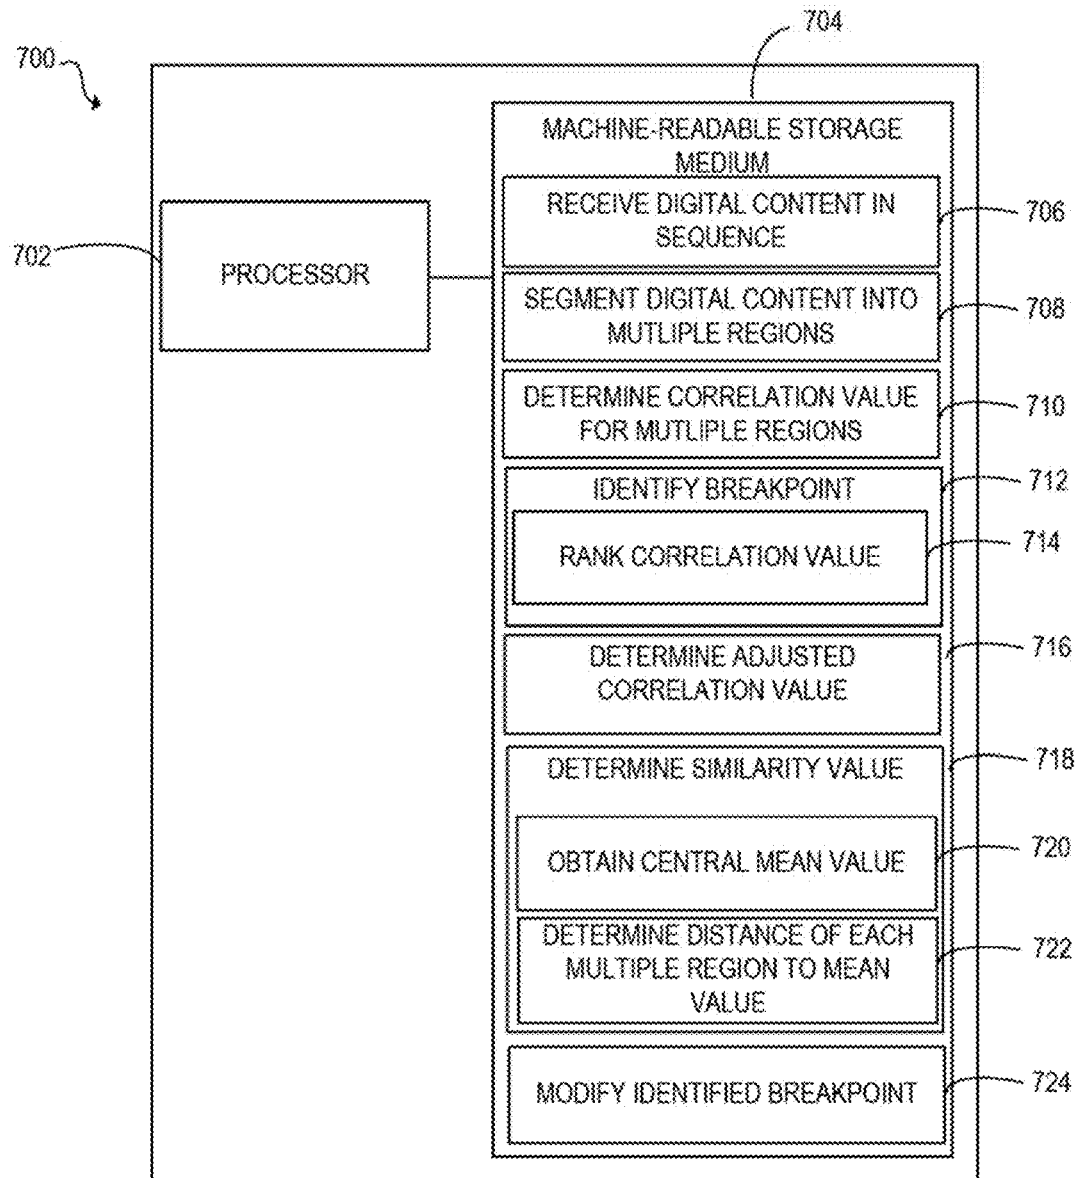 704
700
MACHINE-READABLE STORAGE
MEDIUM
RECEIVE DIGITAL CONTENT IN
SEQUENCE
706
702
PROCESSOR
SEGMENT DIGITAL CONTENT INTO
MUTLIPLE REGIONS
708
DETERMINE CORRELATION VALUE
FOR MUTLIPLE REGIONS
710
IDENTIFY BREAKPOINT
712
RANK CORRELATION VALUE
714
DETERMINE ADJUSTED
CORRELATION VALUE
716
DETERMINE SIMILARITY VALUE
718
OBTAIN CENTRAL MEAN VALUE
720
DETERMINE DISTANCE OF EACH
MULTIPLE REGION TO MEAN
VALUE
722
MODIFY IDENTIFIED BREAKPOINT
724